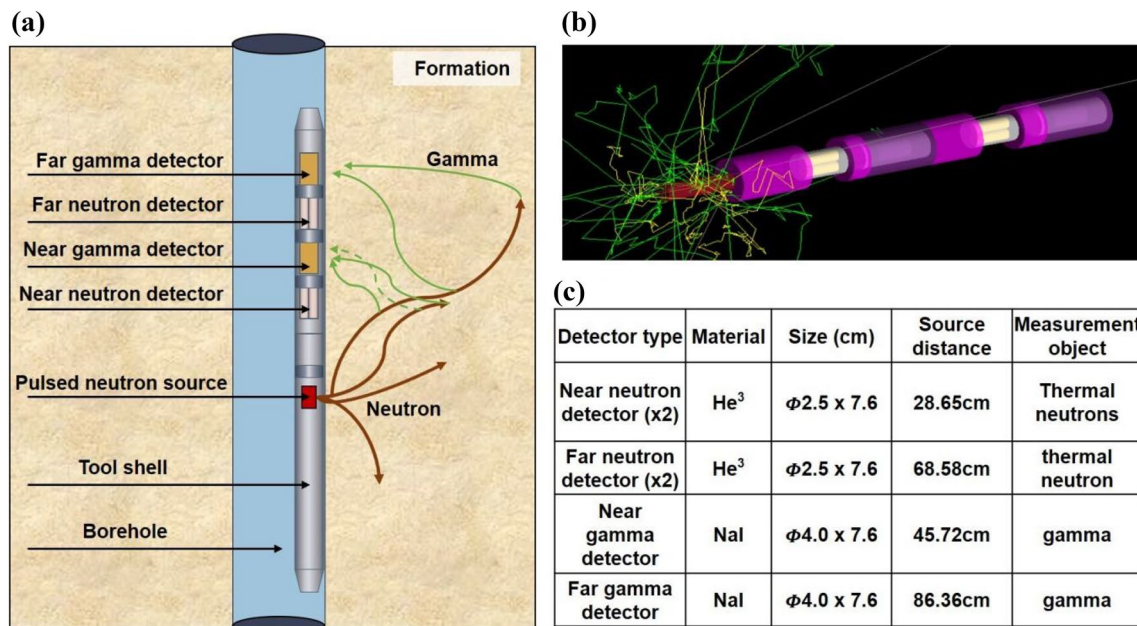 (a)
Formation
Gamma
Far gamma detector
Far neutron detector
Near gamma detector
Near neutron detector
Pulsed neutron source
Neutron
Tool shell
Borehole
(b)
(c)
Detector type Material Size (cm) Source distance Measurement object
Near neutron detector (x2) He³ Φ2.5 x 7.6 28.65cm Thermal neutrons
Far neutron detector (x2) He³ Φ2.5 x 7.6 68.58cm thermal neutron
Near gamma detector NaI Φ4.0 x 7.6 45.72cm gamma
Far gamma detector NaI Φ4.0 x 7.6 86.36cm gamma